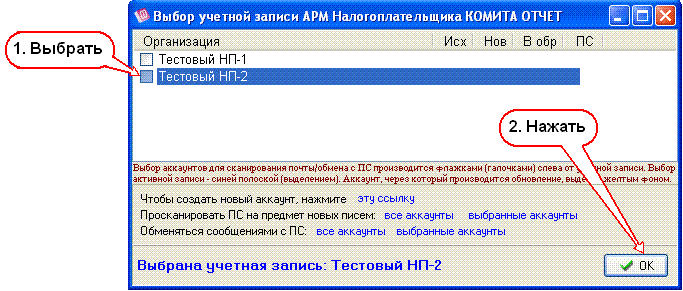 Выбор учетной записи АРМ Налогоплательщика КОМИТА ОТЧЕТ
1. Выбрать
Организация Исх Нов В обр ПС
Тестовый НП-1
Тестовый НП-2
2. Нажать
Выбор аккаунтов для сканирования почты/обмена с ПС производится флажками (галочками) слева от учетной записи. Выбор
активной записи - синей полоской (выделением). Аккаунт, через который производится обновление, выделен желтым фоном.
Чтобы создать новый аккаунт, нажмите эту ссылку
Просканировать ПС на предмет новых писем: все аккаунты выбранные аккаунты
Обменяться сообщениями с ПС: все аккаунты выбранные аккаунты
Выбрана учетная запись: Тестовый НП-2
OK